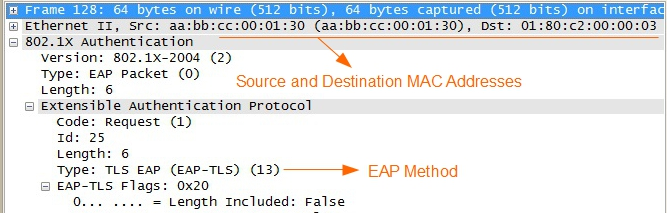 Frame 128: 64 bytes on wire (512 bits), 64 bytes captured (512 bits) on interfac
Ethernet II, Src: aa:bb:cc:00:01:30 (aa:bb:cc:00:01:30), Dst: 01:80:c2:00:00:03
802.1X Authentication
Version: 802.1X-2004 (2)
Type: EAP Packet (0)
Source and Destination MAC Addresses
Length: 6
Extensible Authentication Protocol
Code: Request (1)
Id: 25
Length: 6
Type: TLS EAP (EAP-TLS) (13)
EAP Method
EAP-TLS Flags: 0x20
0... .... = Length Included: False